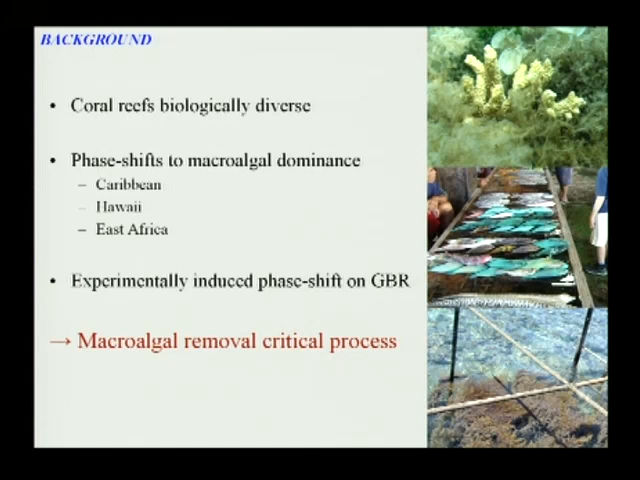 BACKGROUND
• Coral reefs biologically diverse
• Phase-shifts to macroalgal dominance
– Caribbean
– Hawaii
– East Africa
• Experimentally induced phase-shift on GBR
→ Macroalgal removal critical process